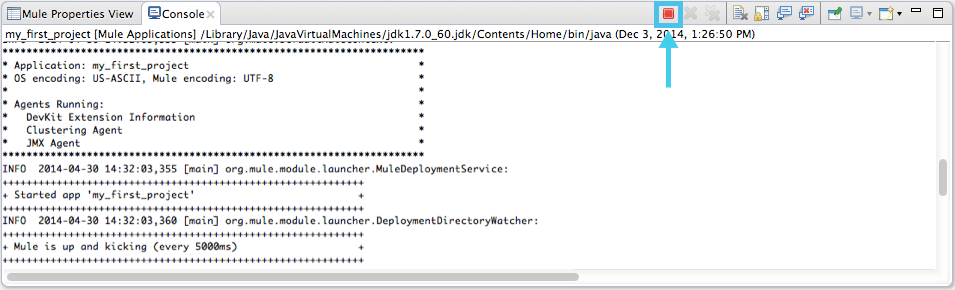 Mule Properties View Console
my_first_project [Mule Applications] /Library/Java/JavaVirtualMachines/jdk1.7.0_60.jdk/Contents/Home/bin/java (Dec 3, 2014, 1:26:50 PM)
**********************************************************************
* Application: my_first_project *
* OS encoding: US-ASCII, Mule encoding: UTF-8 *
* *
* Agents Running: *
* DevKit Extension Information *
* Clustering Agent *
* JMX Agent *
**********************************************************************
INFO 2014-04-30 14:32:03,355 [main] org.mule.module.launcher.MuleDeploymentService:
++++++++++++++++++++++++++++++++++++++++++++++++++++++++++++
+ Started app 'my_first_project' +
++++++++++++++++++++++++++++++++++++++++++++++++++++++++++++
INFO 2014-04-30 14:32:03,360 [main] org.mule.module.launcher.DeploymentDirectoryWatcher:
++++++++++++++++++++++++++++++++++++++++++++++++++++++++++++
+ Mule is up and kicking (every 5000ms) +
++++++++++++++++++++++++++++++++++++++++++++++++++++++++++++